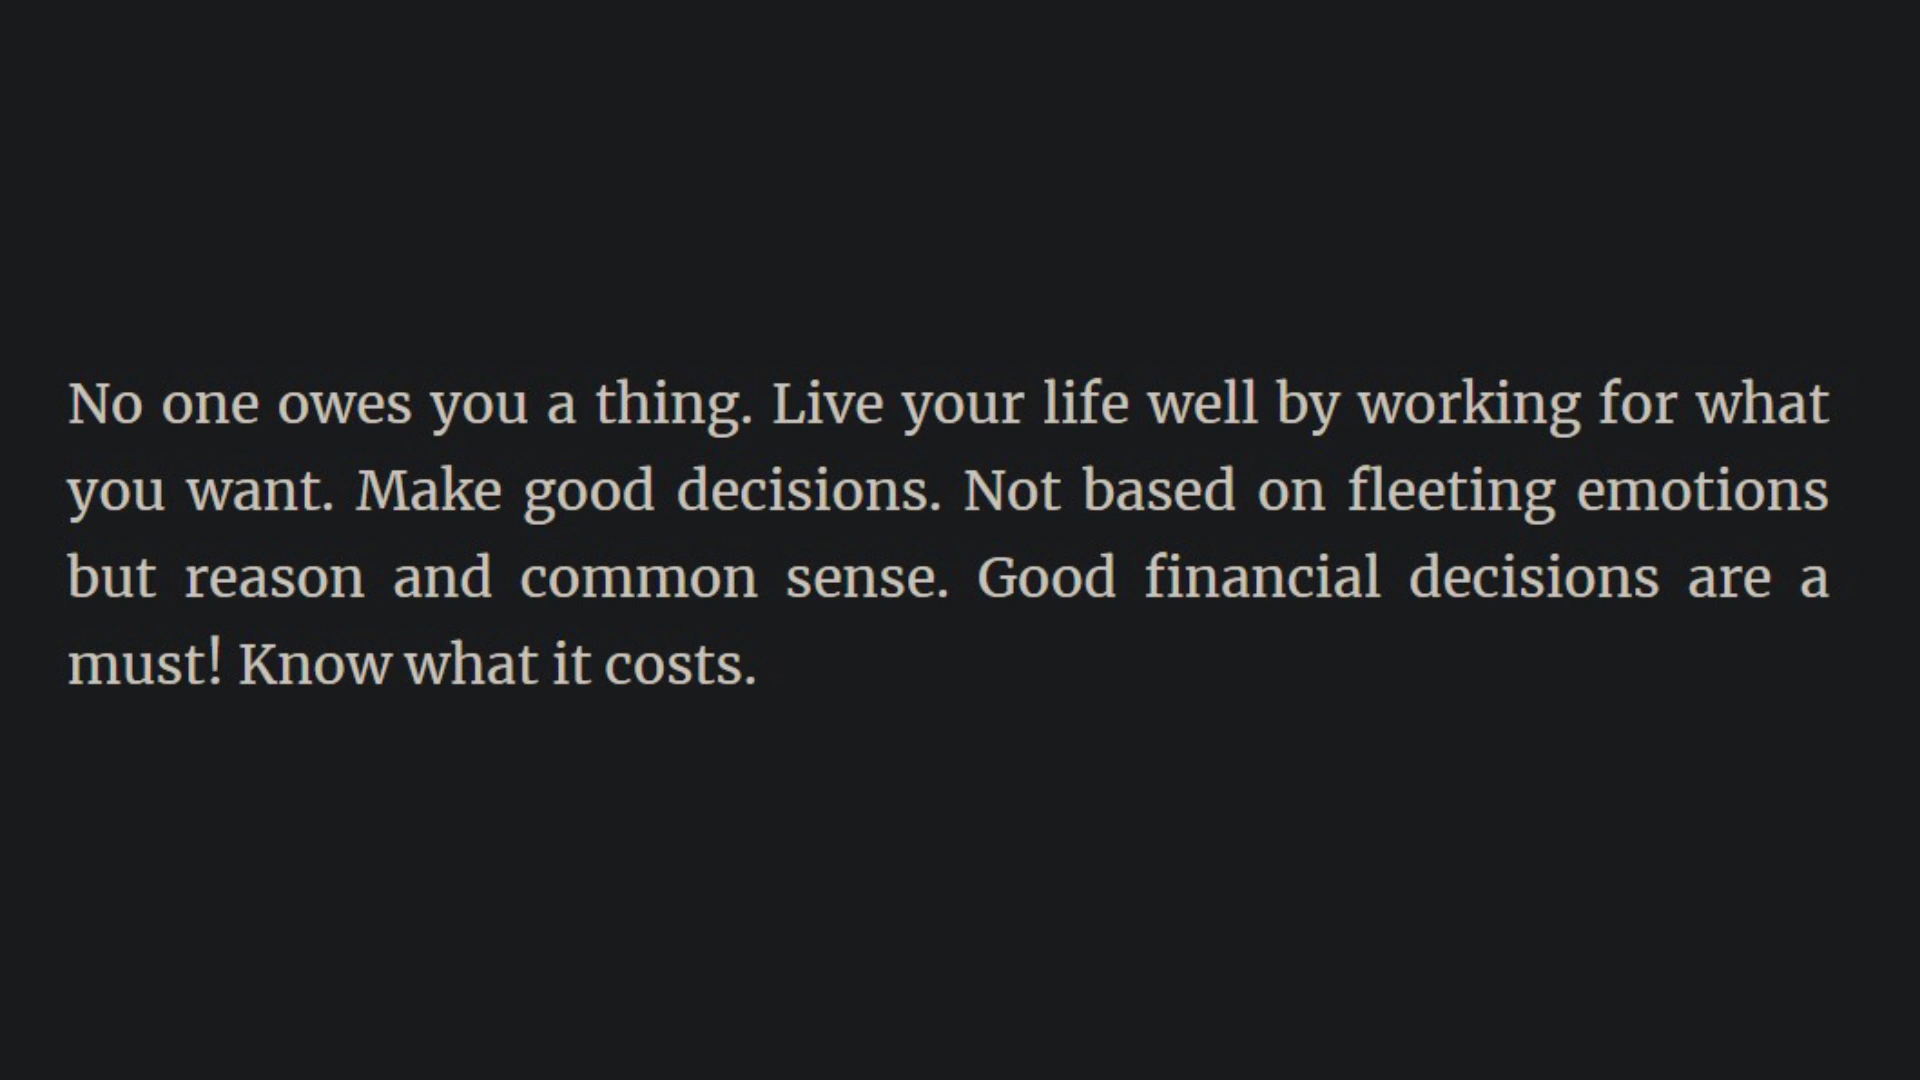 No one owes you a thing. Live your life well by working for what
you want. Make good decisions. Not based on fleeting emotions
but reason and common sense. Good financial decisions are a
must! Know what it costs.